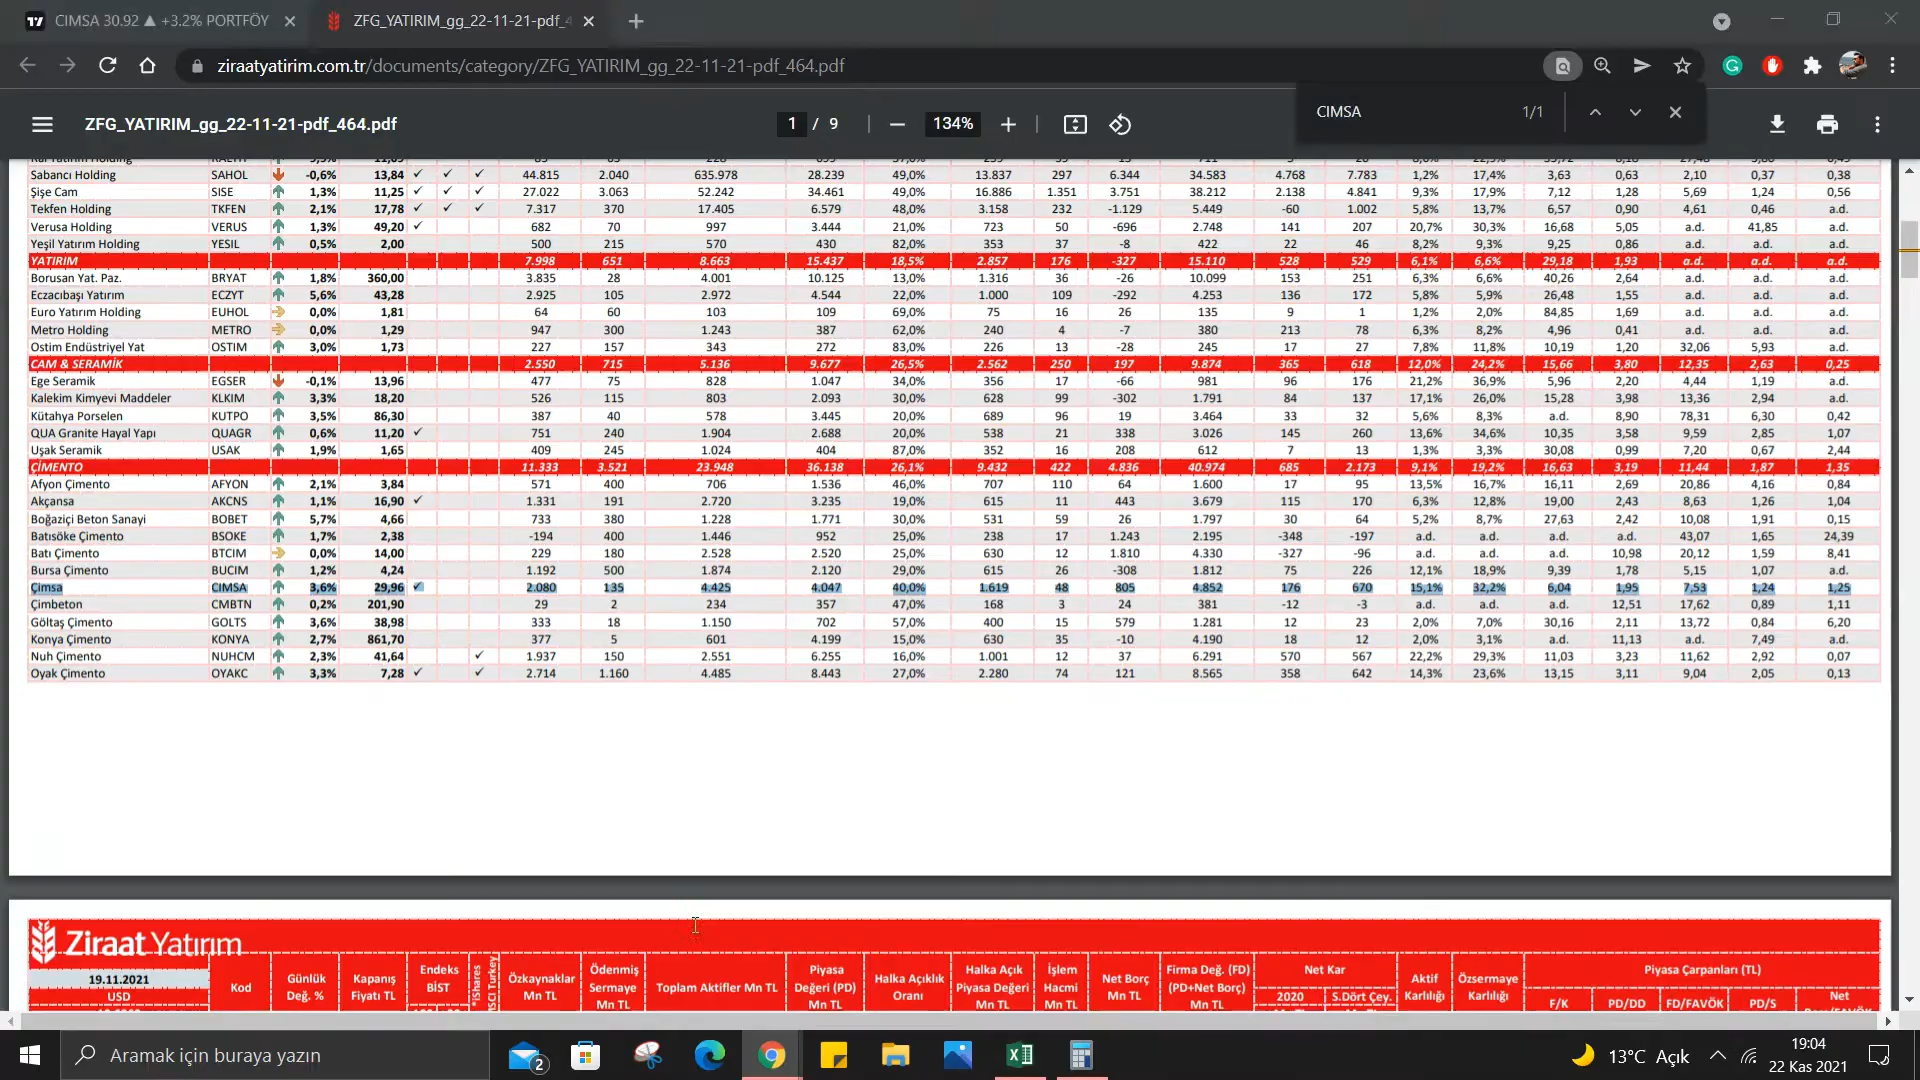 CIMSA 30.92 ▲ +3.2% PORTFÖY
ZFG_YATIRIM_gg_22-11-21-pdf_4
ziraatyatirim.com.tr/documents/category/ZFG_YATIRIM_gg_22-11-21-pdf_464.pdf
CIMSA 1/1
ZFG_YATIRIM_gg_22-11-21-pdf_464.pdf 1 / 9 134%
Sabancı Holding SAHOL -0,6% 13,84 ✓ ✓ ✓ 44.815 2.040 635.978 28.239 49,0% 13.837 297 6.344 34.583 4.768 7.783 1,2% 17,4% 3,63 0,63 2,10 0,37 0,38
Şişe Cam SISE 1,3% 11,25 ✓ ✓ ✓ 27.022 3.063 52.242 34.461 49,0% 16.886 1.351 3.751 38.212 2.138 4.841 9,3% 17,9% 7,12 1,28 5,69 1,24 0,56
Tekfen Holding TKFEN 2,1% 17,78 ✓ ✓ ✓ 7.317 370 17.405 6.579 48,0% 3.158 232 -1.129 5.449 -60 1.002 5,8% 13,7% 6,57 0,90 4,61 0,46 a.d.
Verusa Holding VERUS 1,3% 49,20 ✓ 682 70 997 3.444 21,0% 723 50 -696 2.748 141 207 20,7% 30,3% 16,68 5,05 a.d. 41,85 a.d.
Yeşil Yatırım Holding YESIL 0,5% 2,00 500 215 570 430 82,0% 353 37 -8 422 22 46 8,2% 9,3% 9,25 0,86 a.d. a.d. a.d.
YATIRIM 7.998 651 8.663 15.437 18,5% 2.857 176 -327 15.110 528 529 6,1% 6,6% 29,18 1,93 a.d. a.d. a.d.
Borusan Yat. Paz. BRYAT 1,8% 360,00 3.835 28 4.001 10.125 13,0% 1.316 36 -26 10.099 153 251 6,3% 6,6% 40,26 2,64 a.d. a.d. a.d.
Eczacıbaşı Yatırım ECZYT 5,6% 43,28 2.925 105 2.972 4.544 22,0% 1.000 109 -292 4.253 136 172 5,8% 5,9% 26,48 1,55 a.d. a.d. a.d.
Euro Yatırım Holding EUHOL 0,0% 1,81 64 60 103 109 69,0% 75 16 26 135 9 1 1,2% 2,0% 84,85 1,69 a.d. a.d. a.d.
Metro Holding METRO 0,0% 1,29 947 300 1.243 387 62,0% 240 4 -7 380 213 78 6,3% 8,2% 4,96 0,41 a.d. a.d. a.d.
Ostim Endüstriyel Yat OSTIM 3,0% 1,73 227 157 343 272 83,0% 226 13 -28 245 17 27 7,8% 11,8% 10,19 1,20 32,06 5,93 a.d.
CAM & SERAMİK 2.550 715 5.136 9.677 26,5% 2.562 250 197 9.874 365 618 12,0% 24,2% 15,66 3,80 12,35 2,63 0,25
Ege Seramik EGSER -0,1% 13,96 477 75 828 1.047 34,0% 356 17 -66 981 96 176 21,2% 36,9% 5,96 2,20 4,44 1,19 a.d.
Kalekim Kimyevi Maddeler KLKIM 3,3% 18,20 526 115 803 2.093 30,0% 628 99 -302 1.791 84 137 17,1% 26,0% 15,28 3,98 13,36 2,94 a.d.
Kütahya Porselen KUTPO 3,5% 86,30 387 40 578 3.445 20,0% 689 96 19 3.464 33 32 5,6% 8,3% a.d. 8,90 78,31 6,30 0,42
QUA Granite Hayal Yapı QUAGR 0,6% 11,20 ✓ 751 240 1.904 2.688 20,0% 538 21 338 3.026 145 260 13,6% 34,6% 10,35 3,58 9,59 2,85 1,07
Uşak Seramik USAK 1,9% 1,65 409 245 1.024 404 87,0% 352 16 208 612 7 13 1,3% 3,3% 30,08 0,99 7,20 0,67 2,44
ÇİMENTO 11.333 3.521 23.948 36.138 26,1% 9.432 422 4.836 40.974 685 2.173 9,1% 19,2% 16,63 3,19 11,44 1,87 1,35
Afyon Çimento AFYON 2,1% 3,84 571 400 706 1.536 46,0% 707 110 64 1.600 17 95 13,5% 16,7% 16,11 2,69 20,86 4,16 0,84
Akçansa AKCNS 1,1% 16,90 ✓ 1.331 191 2.720 3.235 19,0% 615 11 443 3.679 115 170 6,3% 12,8% 19,00 2,43 8,63 1,26 1,04
Boğaziçi Beton Sanayi BOBET 5,7% 4,66 733 380 1.228 1.771 30,0% 531 59 26 1.797 30 64 5,2% 8,7% 27,63 2,42 10,08 1,91 0,15
Batısöke Çimento BSOKE 1,7% 2,38 -194 400 1.446 952 25,0% 238 17 1.243 2.195 -348 -197 a.d. a.d. a.d. a.d. 43,07 1,65 24,39
Batı Çimento BTCIM 0,0% 14,00 229 180 2.528 2.520 25,0% 630 12 1.810 4.330 -327 -96 a.d. a.d. a.d. 10,98 20,12 1,59 8,41
Bursa Çimento BUCIM 1,2% 4,24 1.192 500 1.874 2.120 29,0% 615 26 -308 1.812 75 226 12,1% 18,9% 9,39 1,78 5,15 1,07 a.d.
Çimsa CIMSA 3,6% 29,96 ✓ 2.080 135 4.425 4.047 40,0% 1.619 48 805 4.852 176 670 15,1% 32,2% 6,04 1,95 7,53 1,24 1,25
Çimbeton CMBTN 0,2% 201,90 29 2 234 357 47,0% 168 3 24 381 -12 -3 a.d. a.d. a.d. 12,51 17,62 0,89 1,11
Göltaş Çimento GOLTS 3,6% 38,98 333 18 1.150 702 57,0% 400 15 579 1.281 12 23 2,0% 7,0% 30,16 2,11 13,72 0,84 6,20
Konya Çimento KONYA 2,7% 861,70 377 5 601 4.199 15,0% 630 35 -10 4.190 18 12 2,0% 3,1% a.d. 11,13 a.d. 7,49 a.d.
Nuh Çimento NUHCM 2,3% 41,64 ✓ 1.937 150 2.551 6.255 16,0% 1.001 12 37 6.291 570 567 22,2% 29,3% 11,03 3,23 11,62 2,92 0,07
Oyak Çimento OYAKC 3,3% 7,28 ✓ ✓ 2.714 1.160 4.485 8.443 27,0% 2.280 74 121 8.565 358 642 14,3% 23,6% 13,15 3,11 9,04 2,05 0,13
Ziraat Yatırım
19.11.2021
USD
Kod
Günlük
Değ. %
Kapanış
Fiyatı TL
Endeks
BİST
*iShares
MSCI Turkey
Özkaynaklar
Mn TL
Ödenmiş
Sermaye
Mn TL
Toplam Aktifler Mn TL
Piyasa
Değeri (PD)
Mn TL
Halka Açıklık
Oranı
Halka Açık
Piyasa Değeri
Mn TL
İşlem
Hacmi
Mn TL
Net Borç
Mn TL
Firma Değ. (FD)
(PD+Net Borç)
Mn TL
Net Kar
2020 S.Dört Çey.
Aktif
Karlılığı
Özsermaye
Karlılığı
Piyasa Çarpanları (TL)
F/K PD/DD FD/FAVÖK PD/S Net
Aramak için buraya yazın
2
13°C Açık
19:04
22 Kas 2021